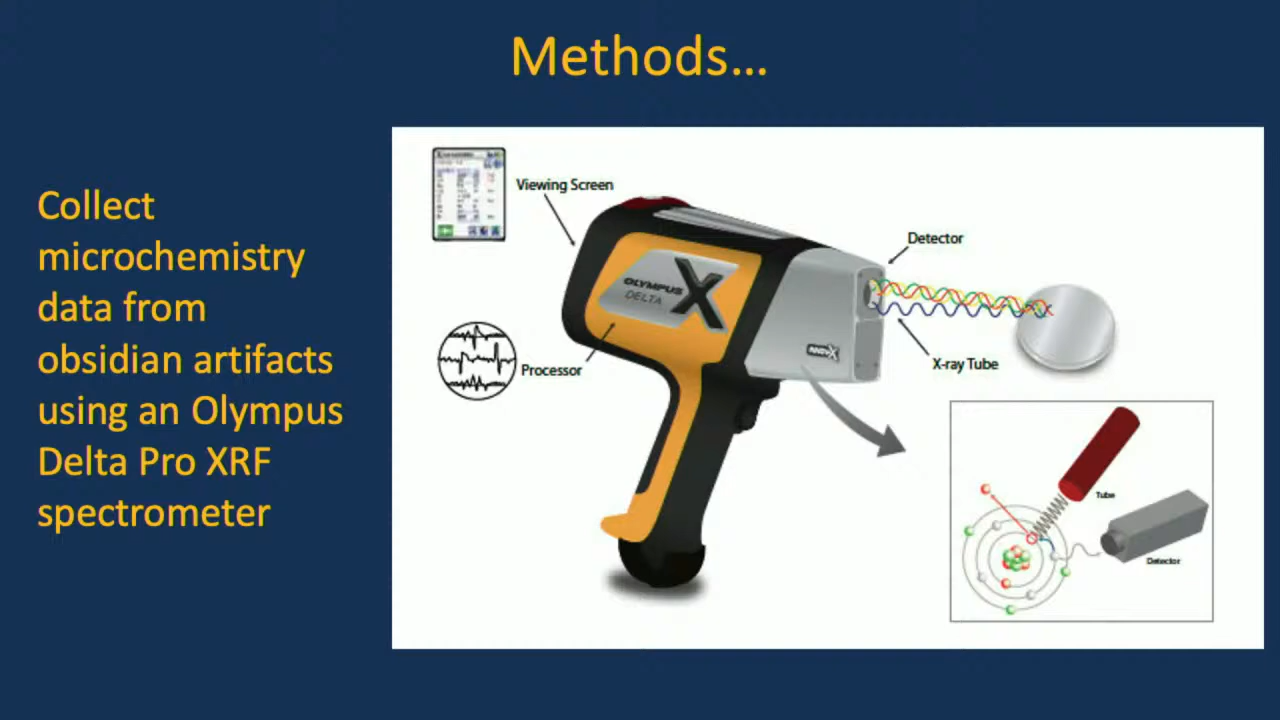 Methods...
Collect
microchemistry
data from
obsidian artifacts
using an Olympus
Delta Pro XRF
spectrometer
Viewing Screen
Detector
OLYMPUS
DELTA
X
Processor
X-ray Tube
Tube
Detector